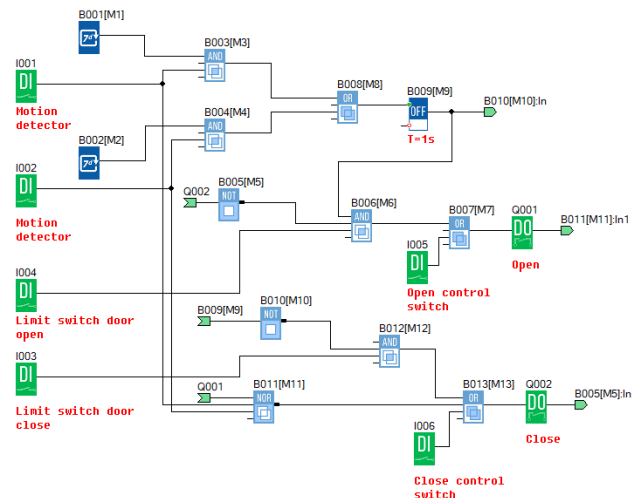 B001[M1]
B003[M3]
AND
I001
DI
Motion
detector
B008[M8]
OR
B009[M9]
OFF
T=1s
B010[M10]:In
B004[M4]
AND
B002[M2]
I002
DI
Motion
detector
Q002
B005[M5]
NOT
B006[M6]
AND
B007[M7]
OR
Q001
DO
Open
B011[M11]:In1
I005
DI
Open control
switch
I004
DI
Limit switch door
open
B009[M9]
B010[M10]
NOT
B012[M12]
AND
I003
DI
Limit switch door
close
Q001
B011[M11]
NOR
B013[M13]
OR
Q002
DO
Close
B005[M5]:In
I006
DI
Close control
switch